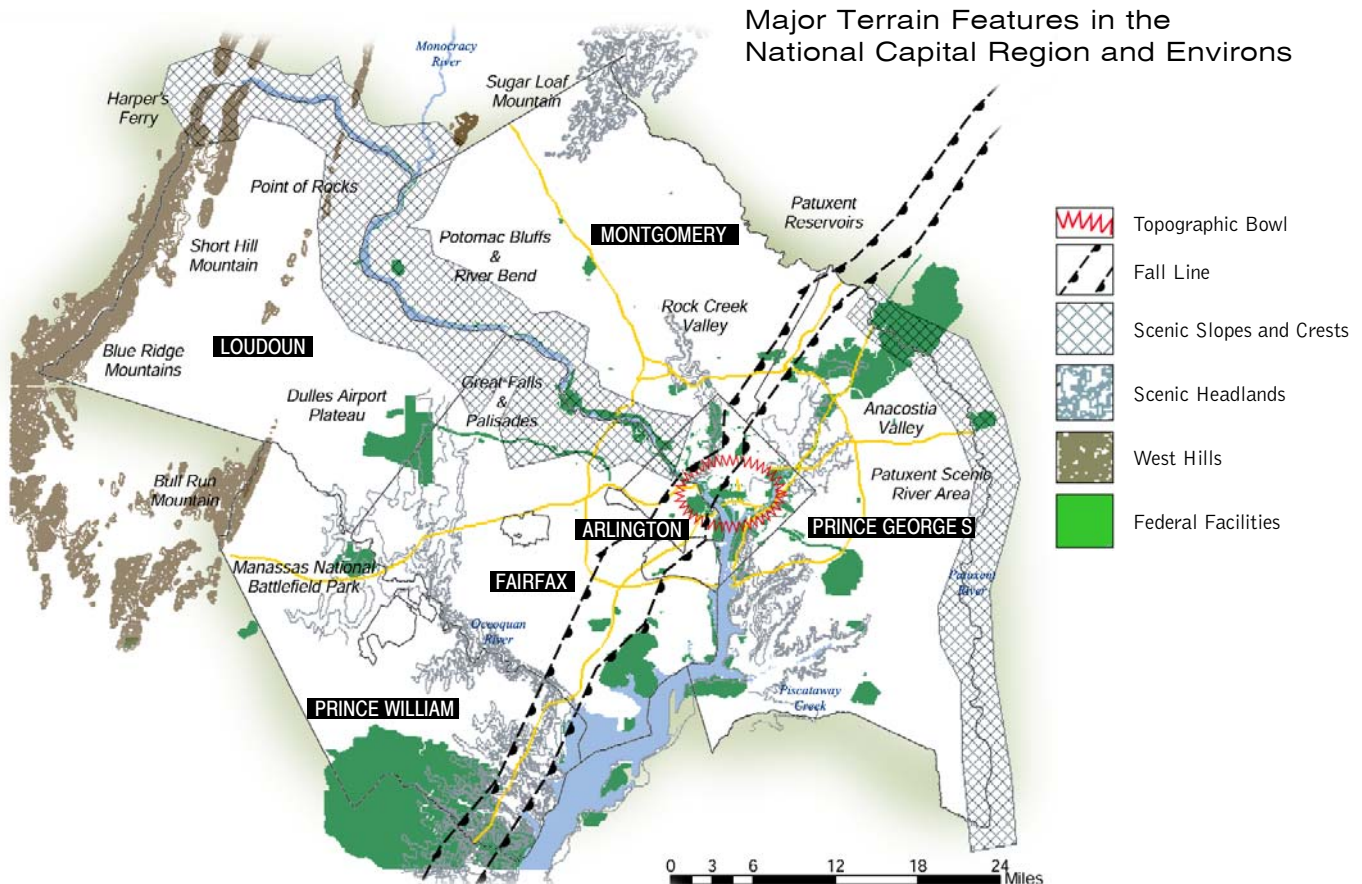 Major Terrain Features in the
National Capital Region and Environs
Monocracy
River
Sugar Loaf
Mountain
Harper's
Ferry
Point of Rocks
Patuxent
Reservoirs
Short Hill
Mountain
Potomac Bluffs
&
River Bend
MONTGOMERY
Rock Creek
Valley
LOUDOUN
Blue Ridge
Mountains
Dulles Airport
Plateau
Great Falls
&
Palisades
Anacostia
Valley
Bull Run
Mountain
Patuxent Scenic
River Area
ARLINGTON
PRINCE GEORGE S
Manassas National
Battlefield Park
FAIRFAX
Patuxent
River
Occoquan
River
PRINCE WILLIAM
Piscataway
Creek
Topographic Bowl
Fall Line
Scenic Slopes and Crests
Scenic Headlands
West Hills
Federal Facilities
0 3 6 12 18 24
Miles